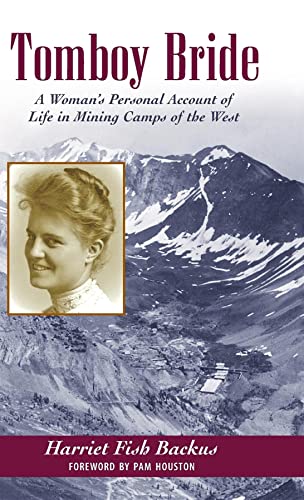 Tomboy Bride
A Woman's Personal Account of
Life in Mining Camps of the West
Harriet Fish Backus
FOREWORD BY PAM HOUSTON